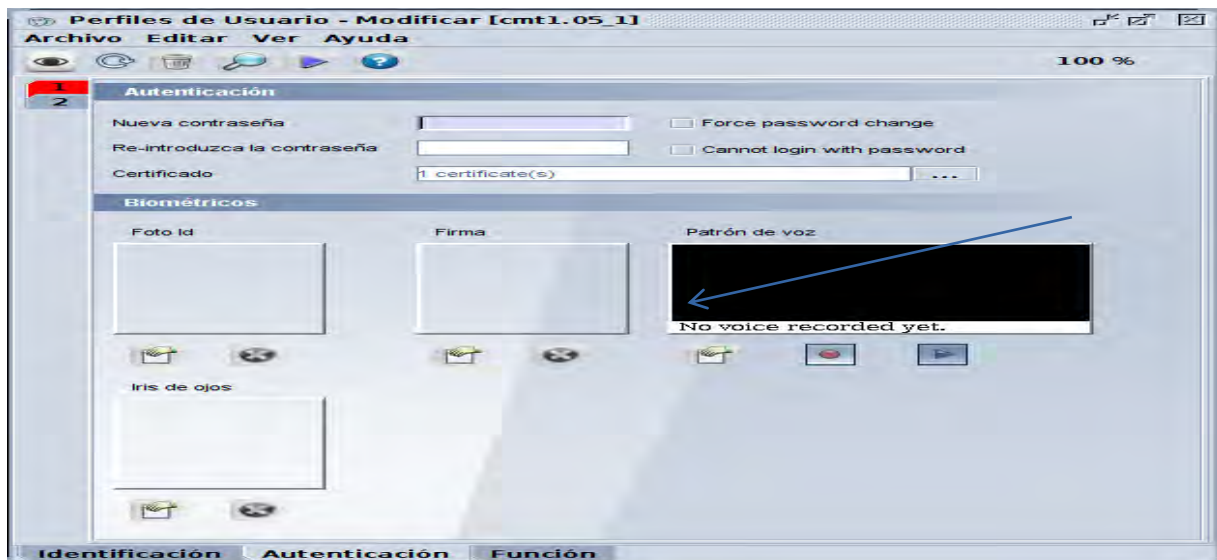 Perfiles de Usuario - Modificar [cmt1.05_1]
Archivo Editar Ver Ayuda
100 %
1
2
Autenticación
Nueva contraseña
Force password change
Re-introduzca la contraseña
Cannot login with password
Certificado
1 certificate(s)
...
Biométricos
Foto Id
Firma
Patrón de voz
No voice recorded yet.
Iris de ojos
Identificación Autenticación Función